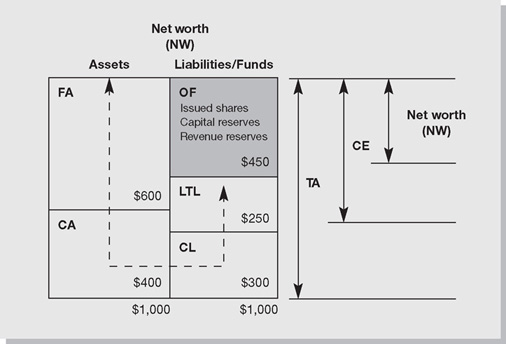 Net worth
(NW)
Assets
Liabilities/Funds
FA
$600
CA
$400
$1,000
OF
Issued shares
Capital reserves
Revenue reserves
$450
LTL
$250
CL
$300
$1,000
TA
CE
Net worth
(NW)